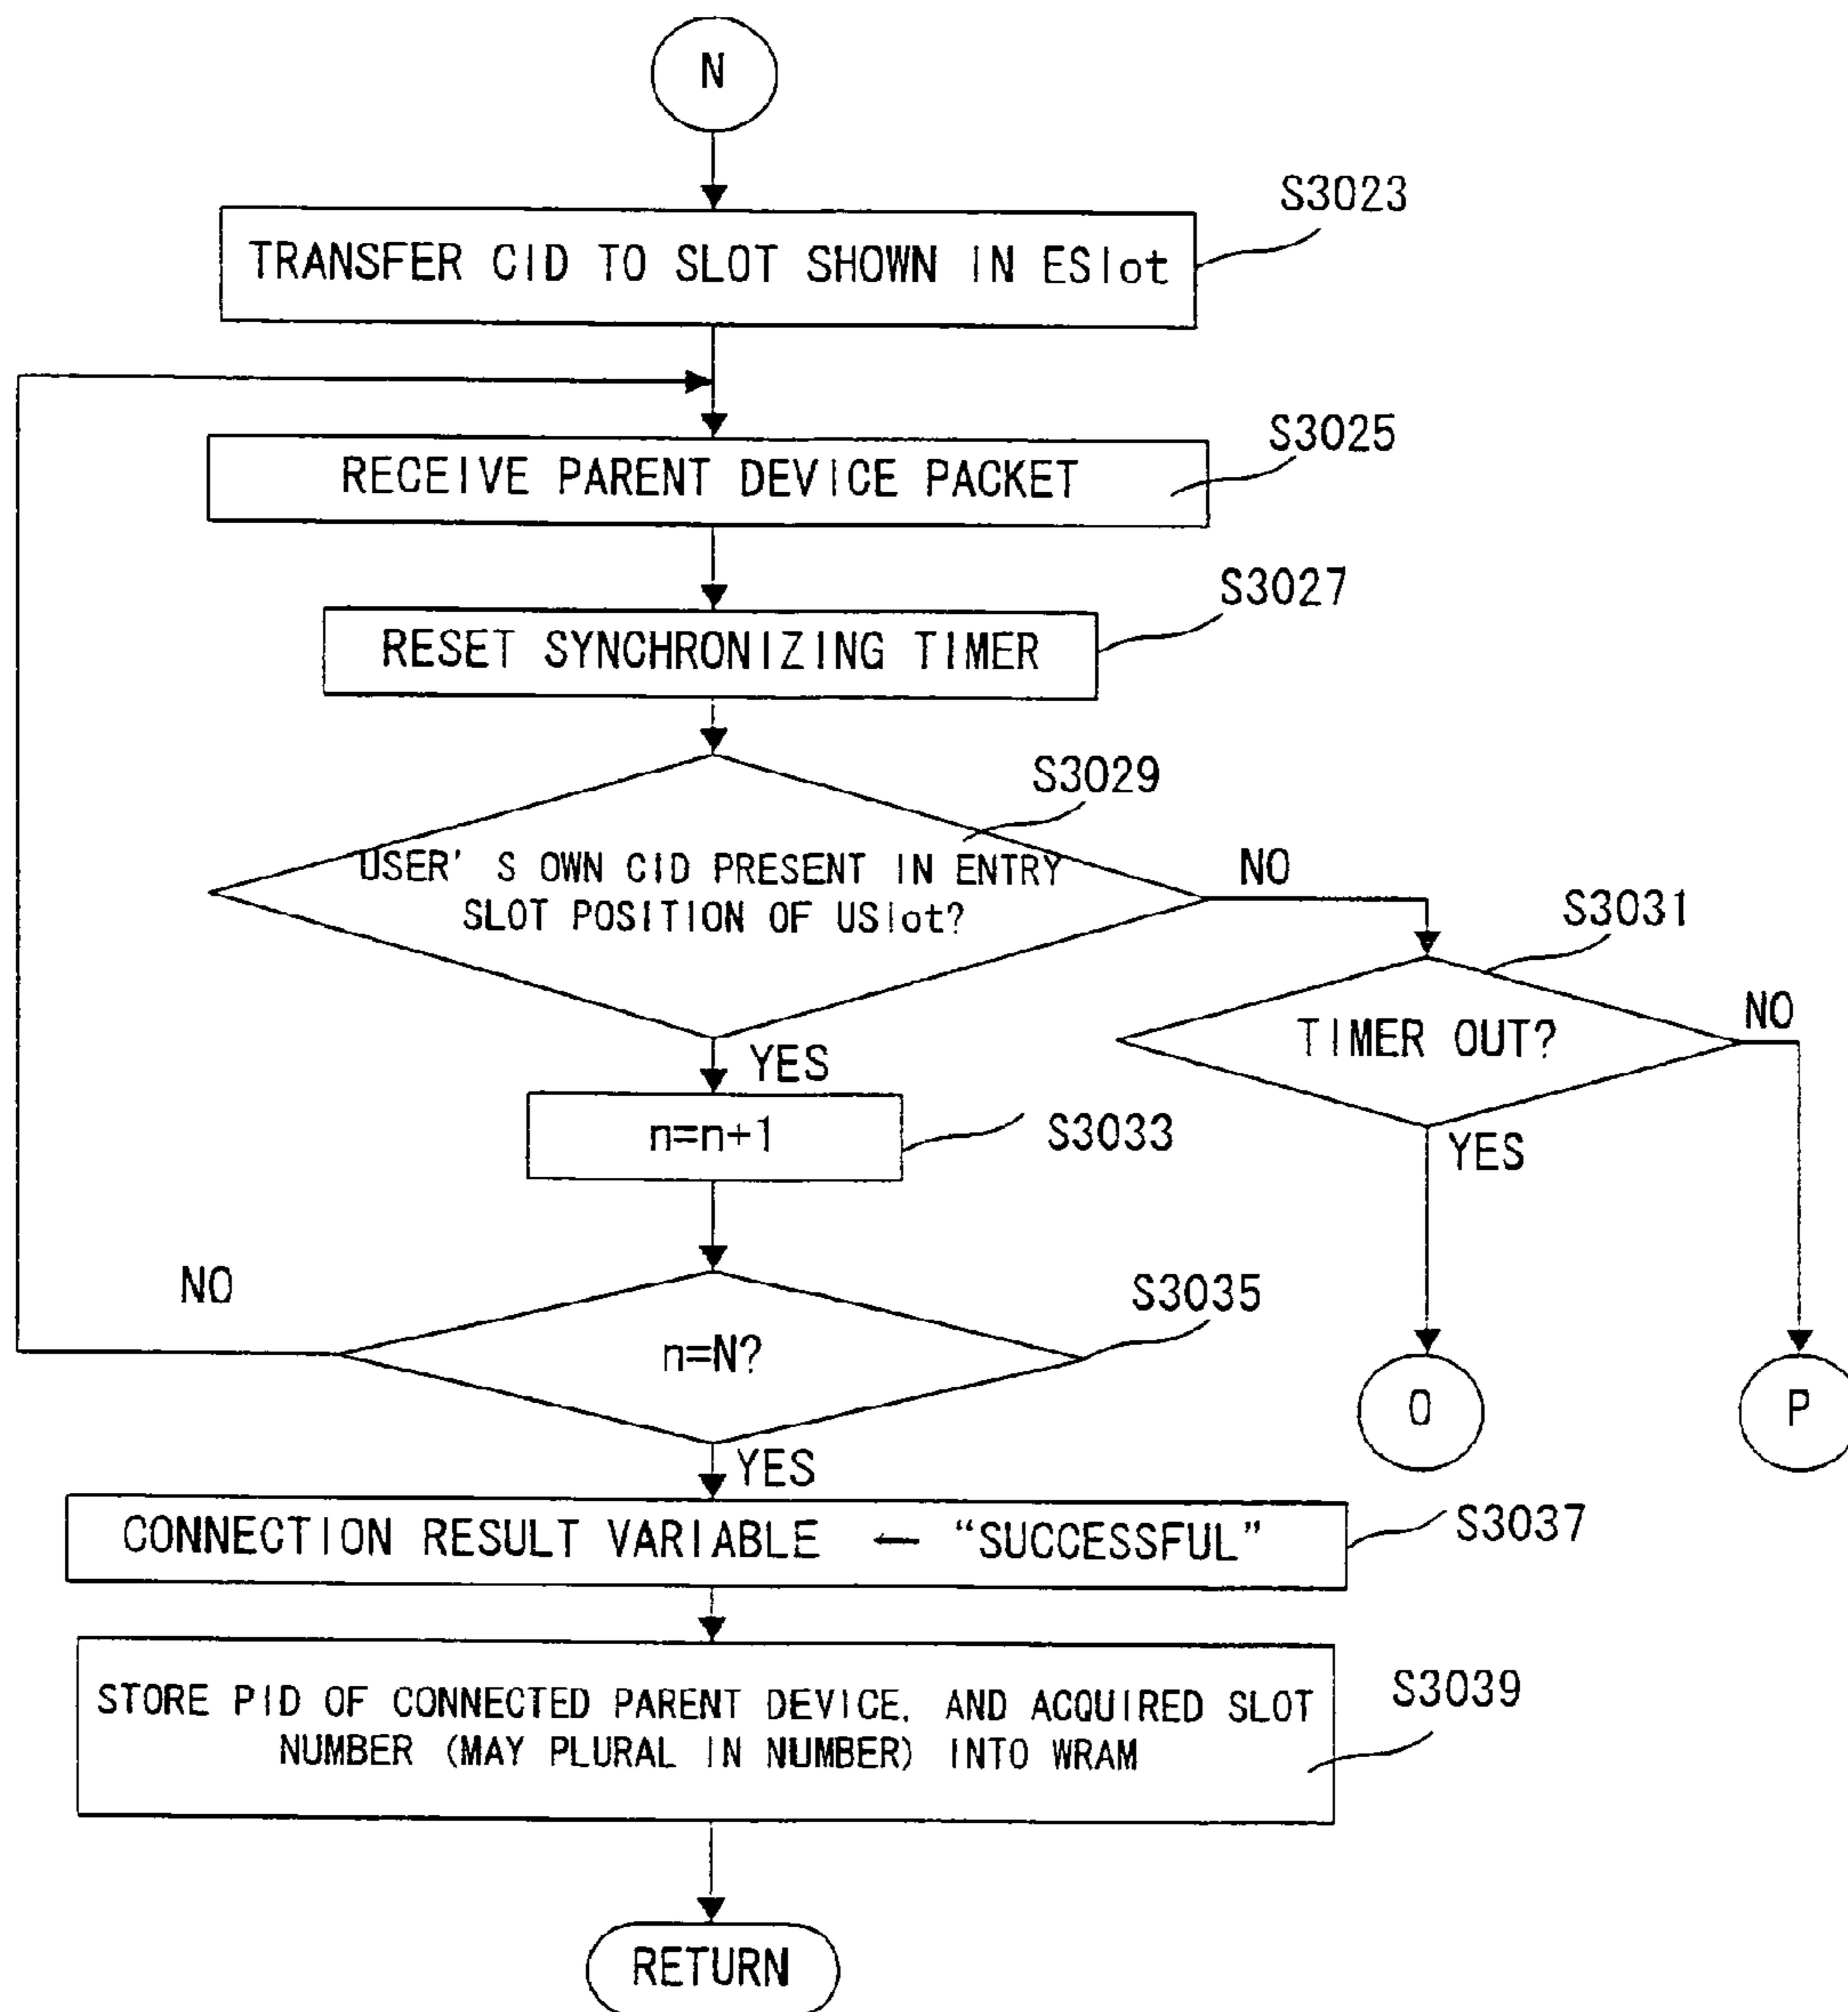 N
S3023
TRANSFER CID TO SLOT SHOWN IN ESlot
S3025
RECEIVE PARENT DEVICE PACKET
S3027
RESET SYNCHRONIZING TIMER
S3029
USER' S OWN CID PRESENT IN ENTRY
SLOT POSITION OF USlot?
NO
S3031
TIMER OUT?
NO
YES
YES
n=n+1
S3033
NO
S3035
n=N?
O
P
YES
CONNECTION RESULT VARIABLE ← “SUCCESSFUL”
S3037
STORE PID OF CONNECTED PARENT DEVICE, AND ACQUIRED SLOT
NUMBER (MAY PLURAL IN NUMBER) INTO WRAM
S3039
RETURN